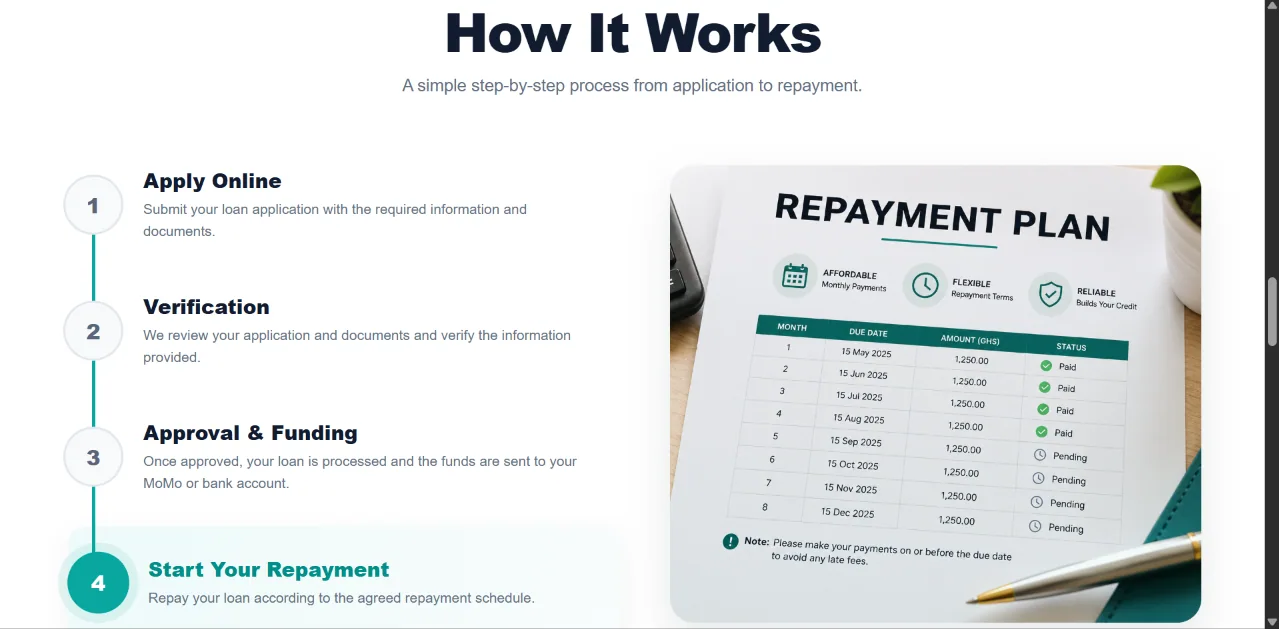 How It Works
A simple step-by-step process from application to repayment.
1
Apply Online
Submit your loan application with the required information and
documents.
2
Verification
We review your application and documents and verify the information
provided.
3
Approval & Funding
Once approved, your loan is processed and the funds are sent to your
MoMo or bank account.
4
Start Your Repayment
Repay your loan according to the agreed repayment schedule.
REPAYMENT PLAN
AFFORDABLE
Monthly Payments
FLEXIBLE
Repayment Terms
RELIABLE
Builds Your Credit
MONTH DUE DATE AMOUNT (GHS) STATUS
1 15 May 2025 1,250.00 Paid
2 15 Jun 2025 1,250.00 Paid
3 15 Jul 2025 1,250.00 Paid
4 15 Aug 2025 1,250.00 Paid
5 15 Sep 2025 1,250.00 Pending
6 15 Oct 2025 1,250.00 Pending
7 15 Nov 2025 1,250.00 Pending
8 15 Dec 2025 1,250.00 Pending
! Note: Please make your payments on or before the due date
to avoid any late fees.